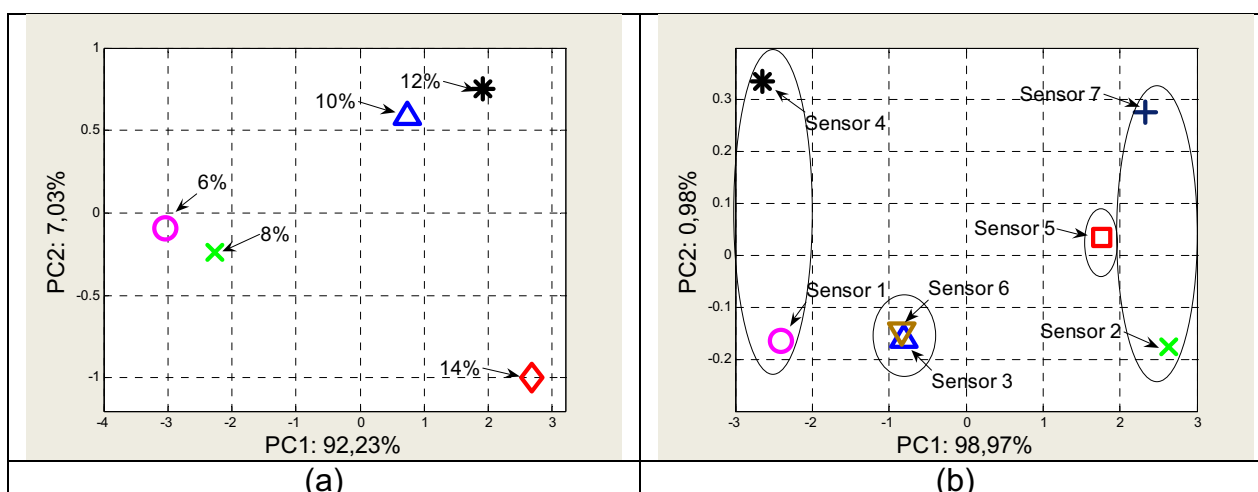 1
12%
10%
0.5
6%
0
8%
-0.5
14%
-1
-4 -3 -2 -1 0 1 2 3
PC1: 92,23%
PC2: 7,03%
(a)
0.3
Sensor 7
Sensor 4
0.2
0.1
Sensor 5
0
Sensor 1
Sensor 6
-0.1
Sensor 2
-0.2
Sensor 3
-3 -2 -1 0 1 2 3
PC1: 98,97%
PC2: 0,98%
(b)